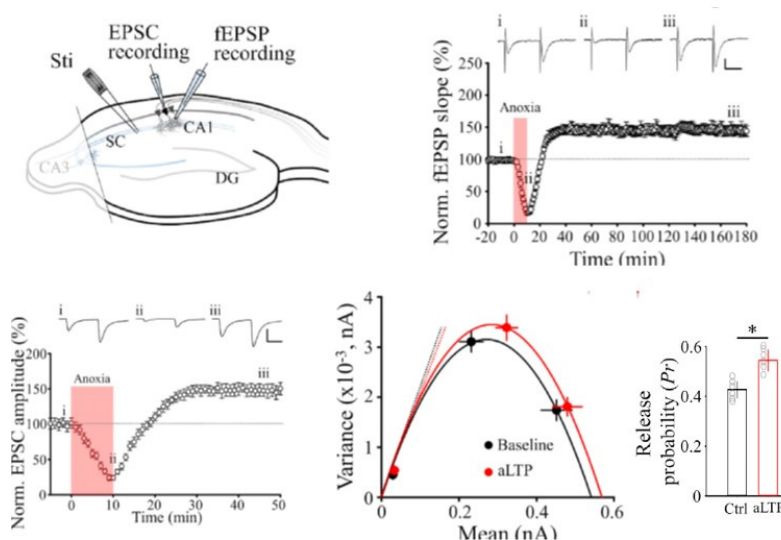 EPSC
recording
fEPSP
recording
Sti
SC
CA1
CA3
DG
i
ii
iii
Norm. fEPSP slope (%)
250
200
150
100
50
0
Anoxia
i
ii
iii
-20 0 20 40 60 80 100 120 140 160 180
Time (min)
i
ii
iii
Norm. EPSC amplitude (%)
200
150
100
50
0
Anoxia
i
ii
iii
0 10 20 30 40 50
Time (min)
Variance (x10⁻³, nA)
4
3
2
1
0
Baseline
aLTP
0.0 0.2 0.4 0.6
Mean (nA)
Release
probability (Pr)
0.6
0.4
0.2
0
*
Ctrl aLTP